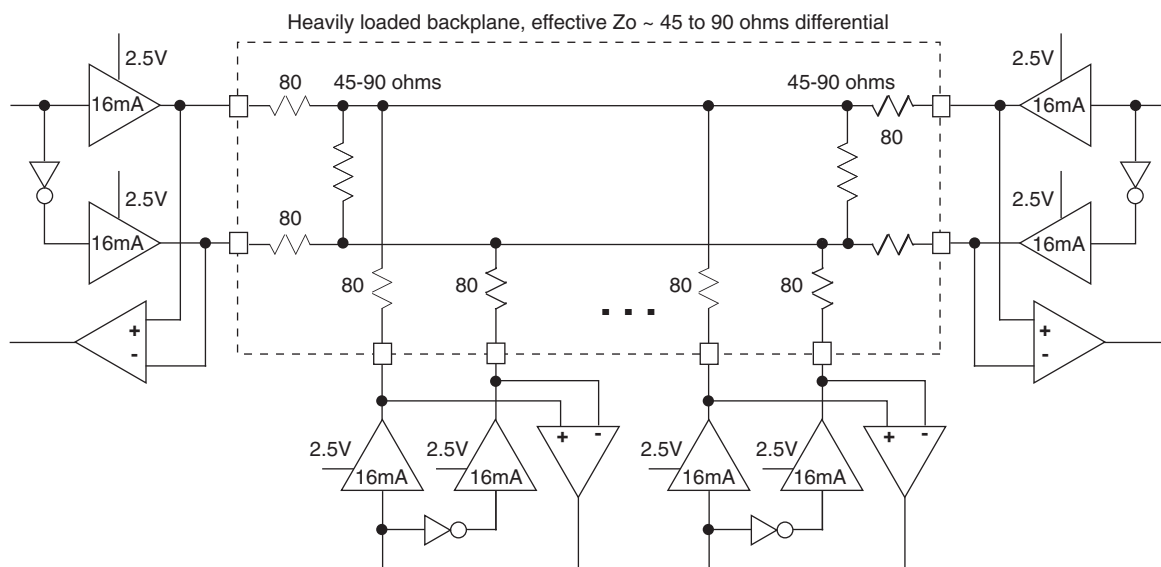 Heavily loaded backplane, effective Zo ~ 45 to 90 ohms differential
2.5V
16mA
80
45-90 ohms
45-90 ohms
80
2.5V
16mA
2.5V
16mA
80
2.5V
16mA
80
80
80
80
+
-
+
-
. . .
2.5V
16mA
2.5V
16mA
+
-
2.5V
16mA
2.5V
16mA
+
-